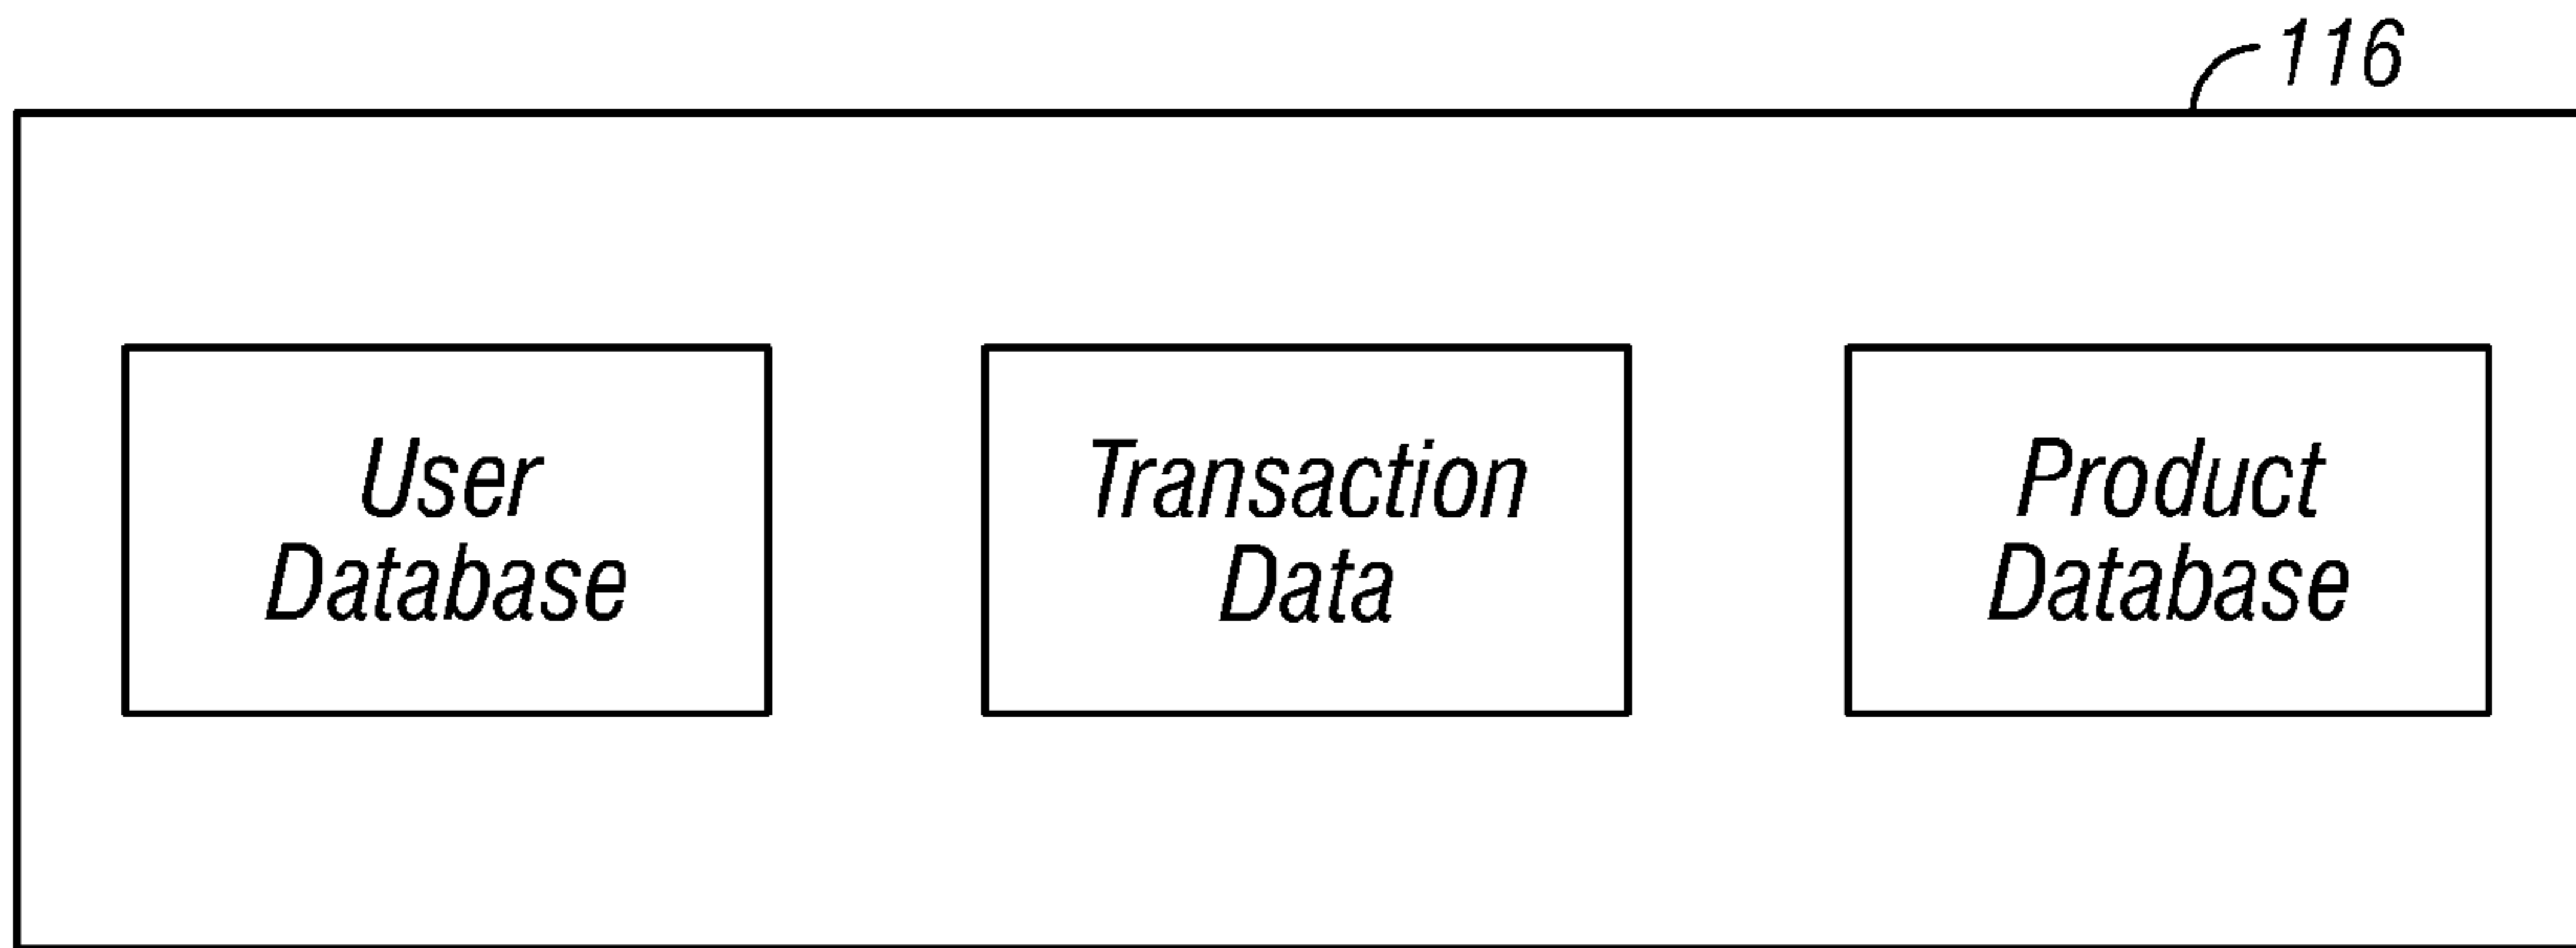 116
User
Database
Transaction
Data
Product
Database